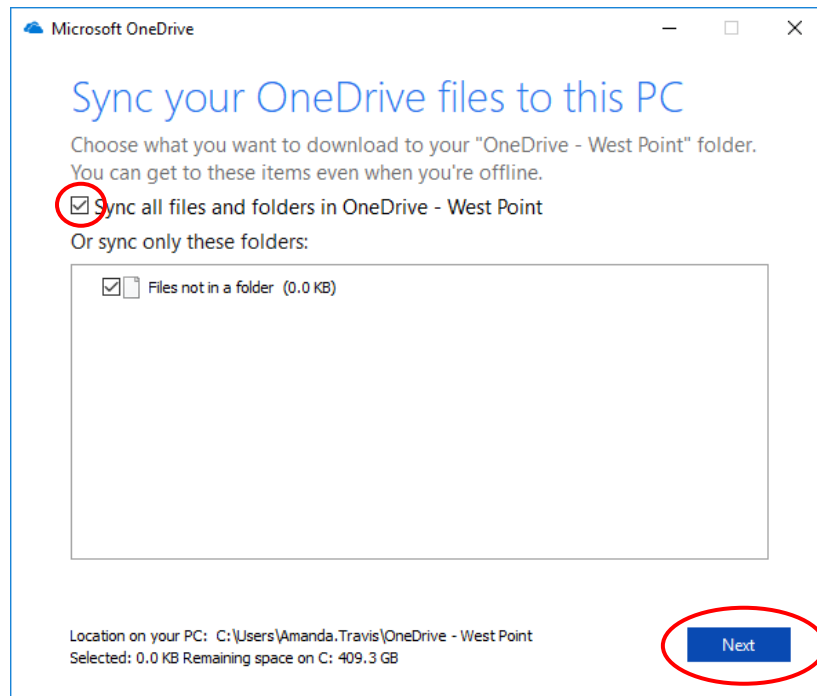 Microsoft OneDrive
Sync your OneDrive files to this PC
Choose what you want to download to your "OneDrive - West Point" folder.
You can get to these items even when you're offline.
Sync all files and folders in OneDrive - West Point
Or sync only these folders:
Files not in a folder (0.0 KB)
Location on your PC: C:\Users\Amanda.Travis\OneDrive - West Point
Selected: 0.0 KB Remaining space on C: 409.3 GB
Next